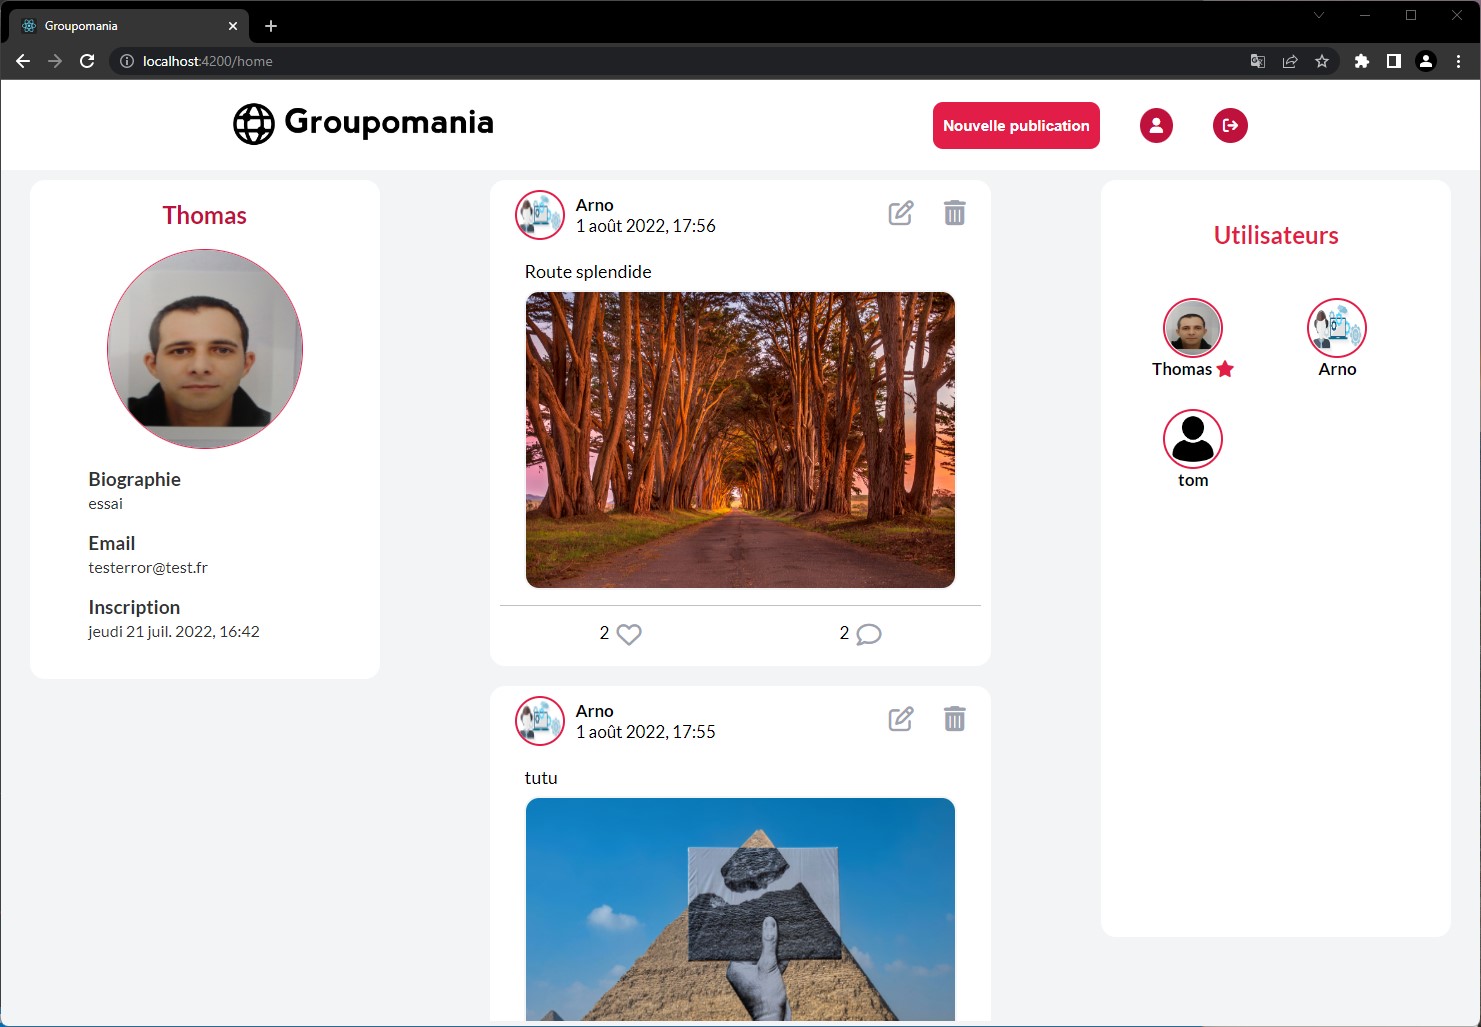 Groupomania
localhost:4200/home
Groupomania
Nouvelle publication
Thomas
Biographie
essai
Email
testerror@test.fr
Inscription
jeudi 21 juil. 2022, 16:42
Arno
1 août 2022, 17:56
Route splendide
2
2
Arno
1 août 2022, 17:55
tutu
Utilisateurs
Thomas
Arno
tom